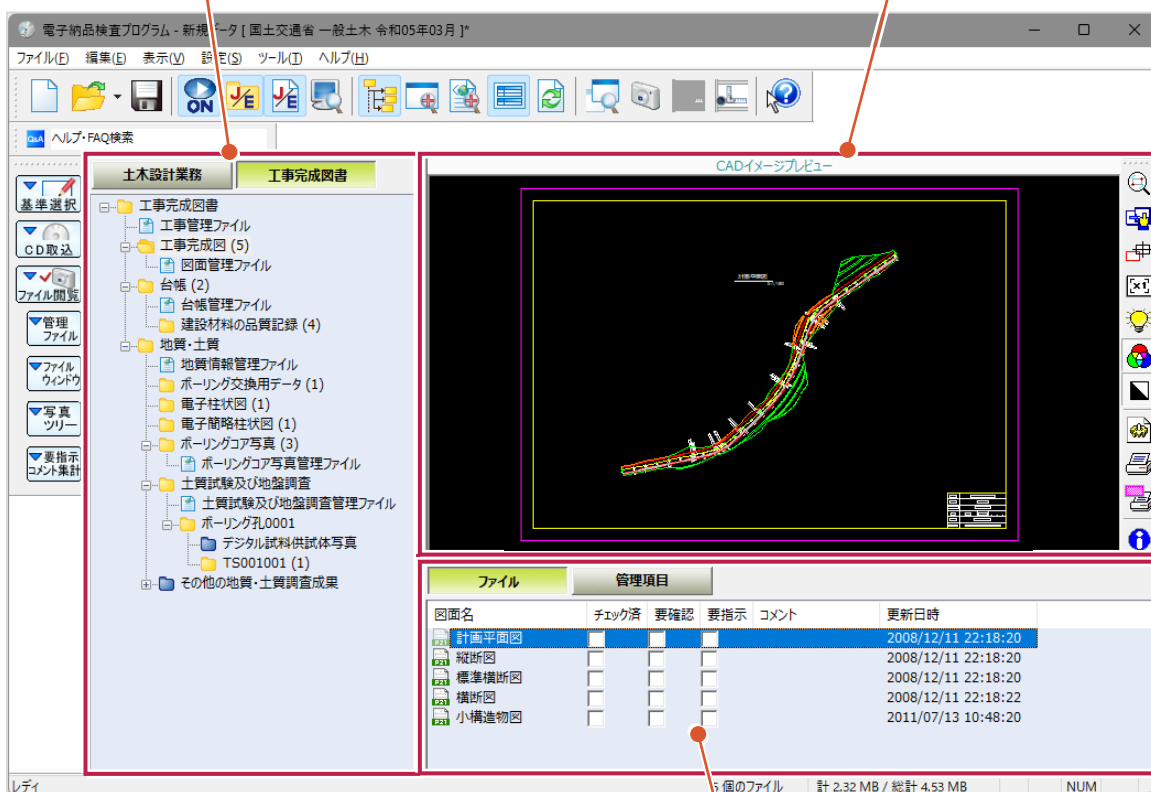 電子納品検査プログラム - 新規データ [ 国土交通省 一般土木 令和05年03月 ]*
ファイル(F) 編集(E) 表示(V) 設定(S) ツール(T) ヘルプ(H)
ON J/E J/E
Q&A ヘルプ・FAQ検索
基準選択
CD取込
ファイル閲覧
管理
ファイル
ファイル
ウィンドウ
写真
ツリー
要指示
コメント集計
土木設計業務 工事完成図書
工事完成図書
工事管理ファイル
工事完成図 (5)
図面管理ファイル
台帳 (2)
台帳管理ファイル
建設材料の品質記録 (4)
地質・土質
地質情報管理ファイル
ボーリング交換用データ (1)
電子柱状図 (1)
電子簡略柱状図 (1)
ボーリングコア写真 (3)
ボーリングコア写真管理ファイル
土質試験及び地盤調査
土質試験及び地盤調査管理ファイル
ボーリング孔0001
デジタル試料供試体写真
TS001001 (1)
その他の地質・土質調査成果
CADイメージプレビュー
計画平面図
[×1]
ファイル 管理項目
図面名 チェック済 要確認 要指示 コメント 更新日時
P21 計画平面図 2008/12/11 22:18:20
P21 縦断図 2008/12/11 22:18:20
P21 標準横断図 2008/12/11 22:18:20
P21 横断図 2008/12/11 22:18:22
P21 小構造物図 2011/07/13 10:48:20
レディ 5 個のファイル 計 2.32 MB / 総計 4.53 MB NUM